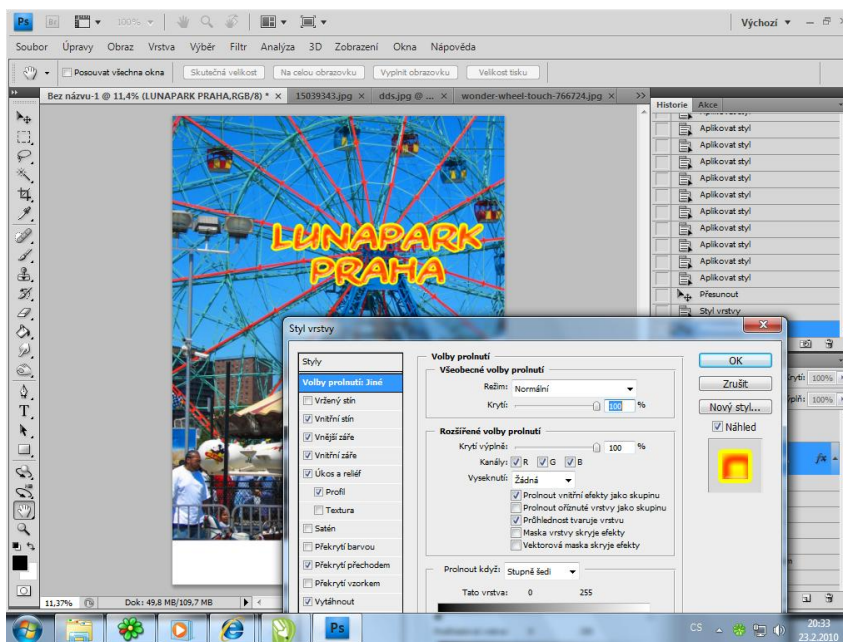 Ps
Br
100%
Výchozí
Soubor Úpravy Obraz Vrstva Výběr Filtr Analýza 3D Zobrazení Okna Nápověda
Posouvat všechna okna Skutečná velikost Na celou obrazovku Vyplnit obrazovku Velikost tisku
Bez názvu-1 @ 11,4% (LUNAPARK PRAHA,RGB/8) * × 15039343.jpg × dds.jpg @ ... × wonder-wheel-touch-766724.jpg × >>
Historie Akce
Aplikovat styl
Aplikovat styl
Aplikovat styl
Aplikovat styl
Aplikovat styl
Aplikovat styl
Aplikovat styl
Aplikovat styl
Aplikovat styl
Aplikovat styl
Přesunout
Styl vrstvy
LUNAPARK
PRAHA
Styl vrstvy
Styly
Volby prolnutí: Jiné
Vržený stín
Vnitřní stín
Vnější záře
Vnitřní záře
Úkos a reliéf
Profil
Textura
Satén
Překrytí barvou
Překrytí přechodem
Překrytí vzorkem
Vytáhnout
Volby prolnutí
Všeobecné volby prolnutí
Režim: Normální
Krytí: 100 %
Rozšířené volby prolnutí
Krytí výplně: 100 %
Kanály: R G B
Vyseknutí: Žádná
Prolnout vnitřní efekty jako skupinu
Prolnout oříznuté vrstvy jako skupinu
Průhlednost tvaruje vrstvu
Maska vrstvy skryje efekty
Vektorová maska skryje efekty
Prolnout když: Stupně šedi
Tato vrstva: 0 255
OK
Zrušit
Nový styl...
Náhled
100%
100%
fx
11,37% Dok: 49,8 MB/109,7 MB
Ps
CS
20:33
23.2.2010